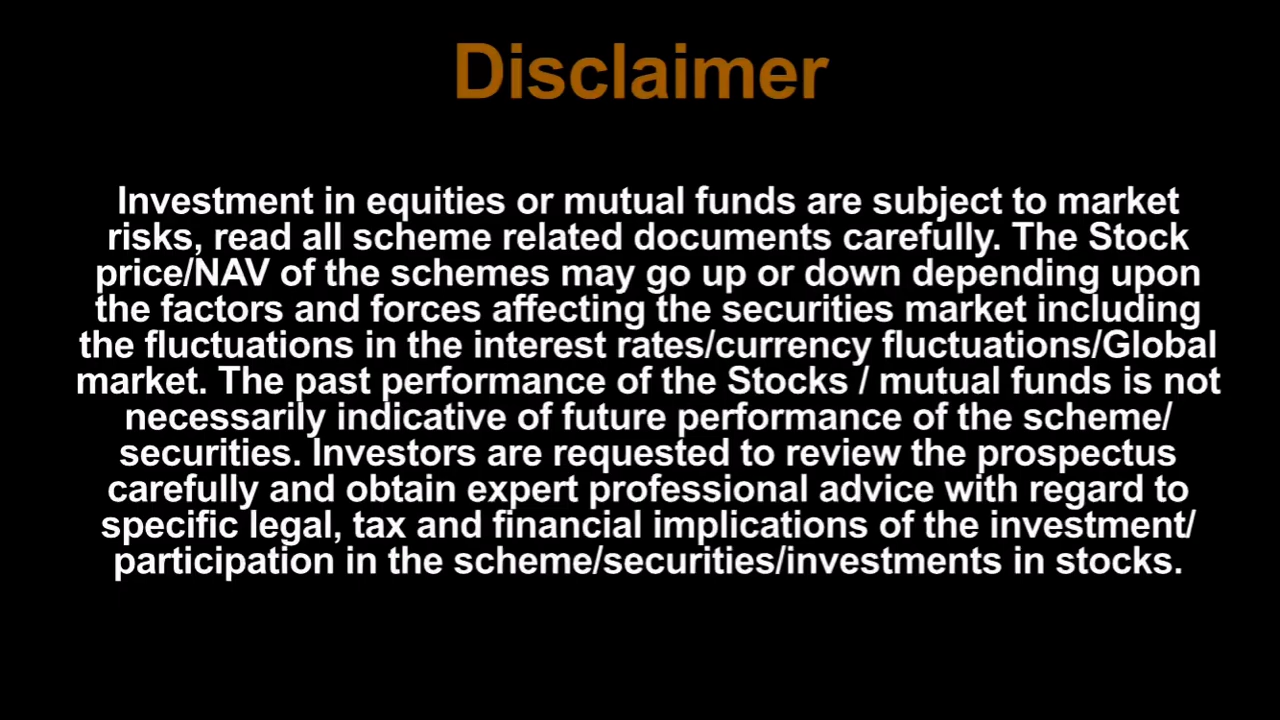 Disclaimer
Investment in equities or mutual funds are subject to market
risks, read all scheme related documents carefully. The Stock
price/NAV of the schemes may go up or down depending upon
the factors and forces affecting the securities market including
the fluctuations in the interest rates/currency fluctuations/Global
market. The past performance of the Stocks / mutual funds is not
necessarily indicative of future performance of the scheme/
securities. Investors are requested to review the prospectus
carefully and obtain expert professional advice with regard to
specific legal, tax and financial implications of the investment/
participation in the scheme/securities/investments in stocks.